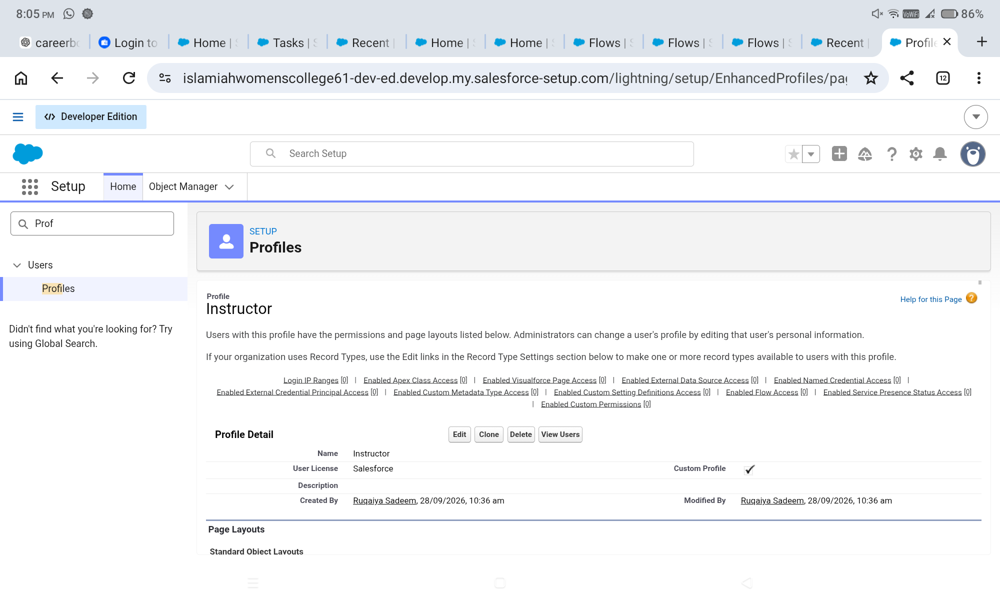 8:05 PM
VoWiFi
86%
careerbo
Login to
Home | S
Tasks | S
Recent |
Home | S
Home | S
Flows | S
Flows | S
Flows | S
Recent |
Profile
islamiahwomenscollege61-dev-ed.develop.my.salesforce-setup.com/lightning/setup/EnhancedProfiles/pag
12
Developer Edition
Search Setup
Setup
Home
Object Manager
Prof
Users
Profiles
Didn't find what you're looking for? Try
using Global Search.
SETUP
Profiles
Profile
Instructor
Help for this Page
Users with this profile have the permissions and page layouts listed below. Administrators can change a user's profile by editing that user's personal information.
If your organization uses Record Types, use the Edit links in the Record Type Settings section below to make one or more record types available to users with this profile.
Login IP Ranges [0] | Enabled Apex Class Access [0] | Enabled Visualforce Page Access [0] | Enabled External Data Source Access [0] | Enabled Named Credential Access [0] |
Enabled External Credential Principal Access [0] | Enabled Custom Metadata Type Access [0] | Enabled Custom Setting Definitions Access [0] | Enabled Flow Access [0] | Enabled Service Presence Status Access [0]
| Enabled Custom Permissions [0]
Profile Detail
Edit Clone Delete View Users
Name Instructor
User License Salesforce Custom Profile
Description
Created By Ruqaiya Sadeem, 28/09/2026, 10:36 am Modified By Ruqaiya Sadeem, 28/09/2026, 10:36 am
Page Layouts
Standard Object Layouts